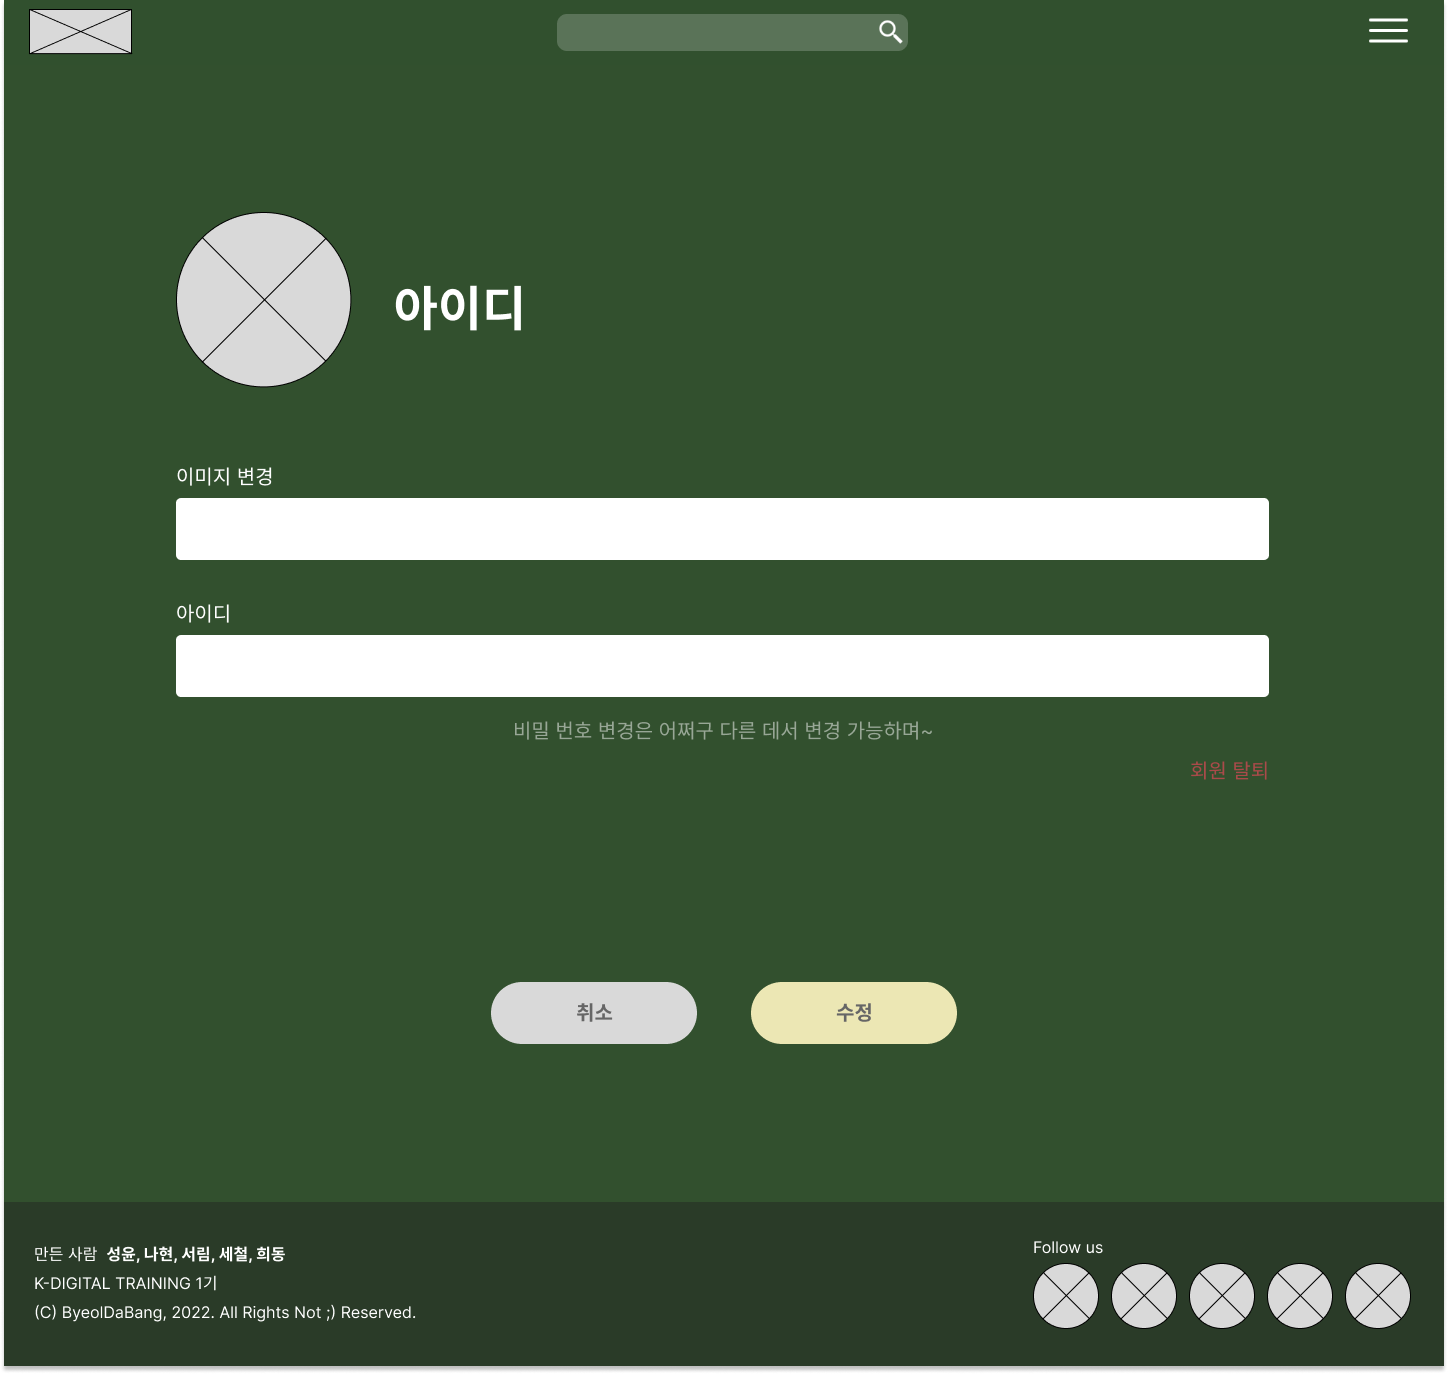 아이디
이미지 변경
아이디
비밀 번호 변경은 어쩌구 다른 데서 변경 가능하며~
회원 탈퇴
취소
수정
만든 사람 성윤, 나현, 서림, 세철, 희동
K-DIGITAL TRAINING 1기
(C) ByeolDaBang, 2022. All Rights Not ;) Reserved.
Follow us